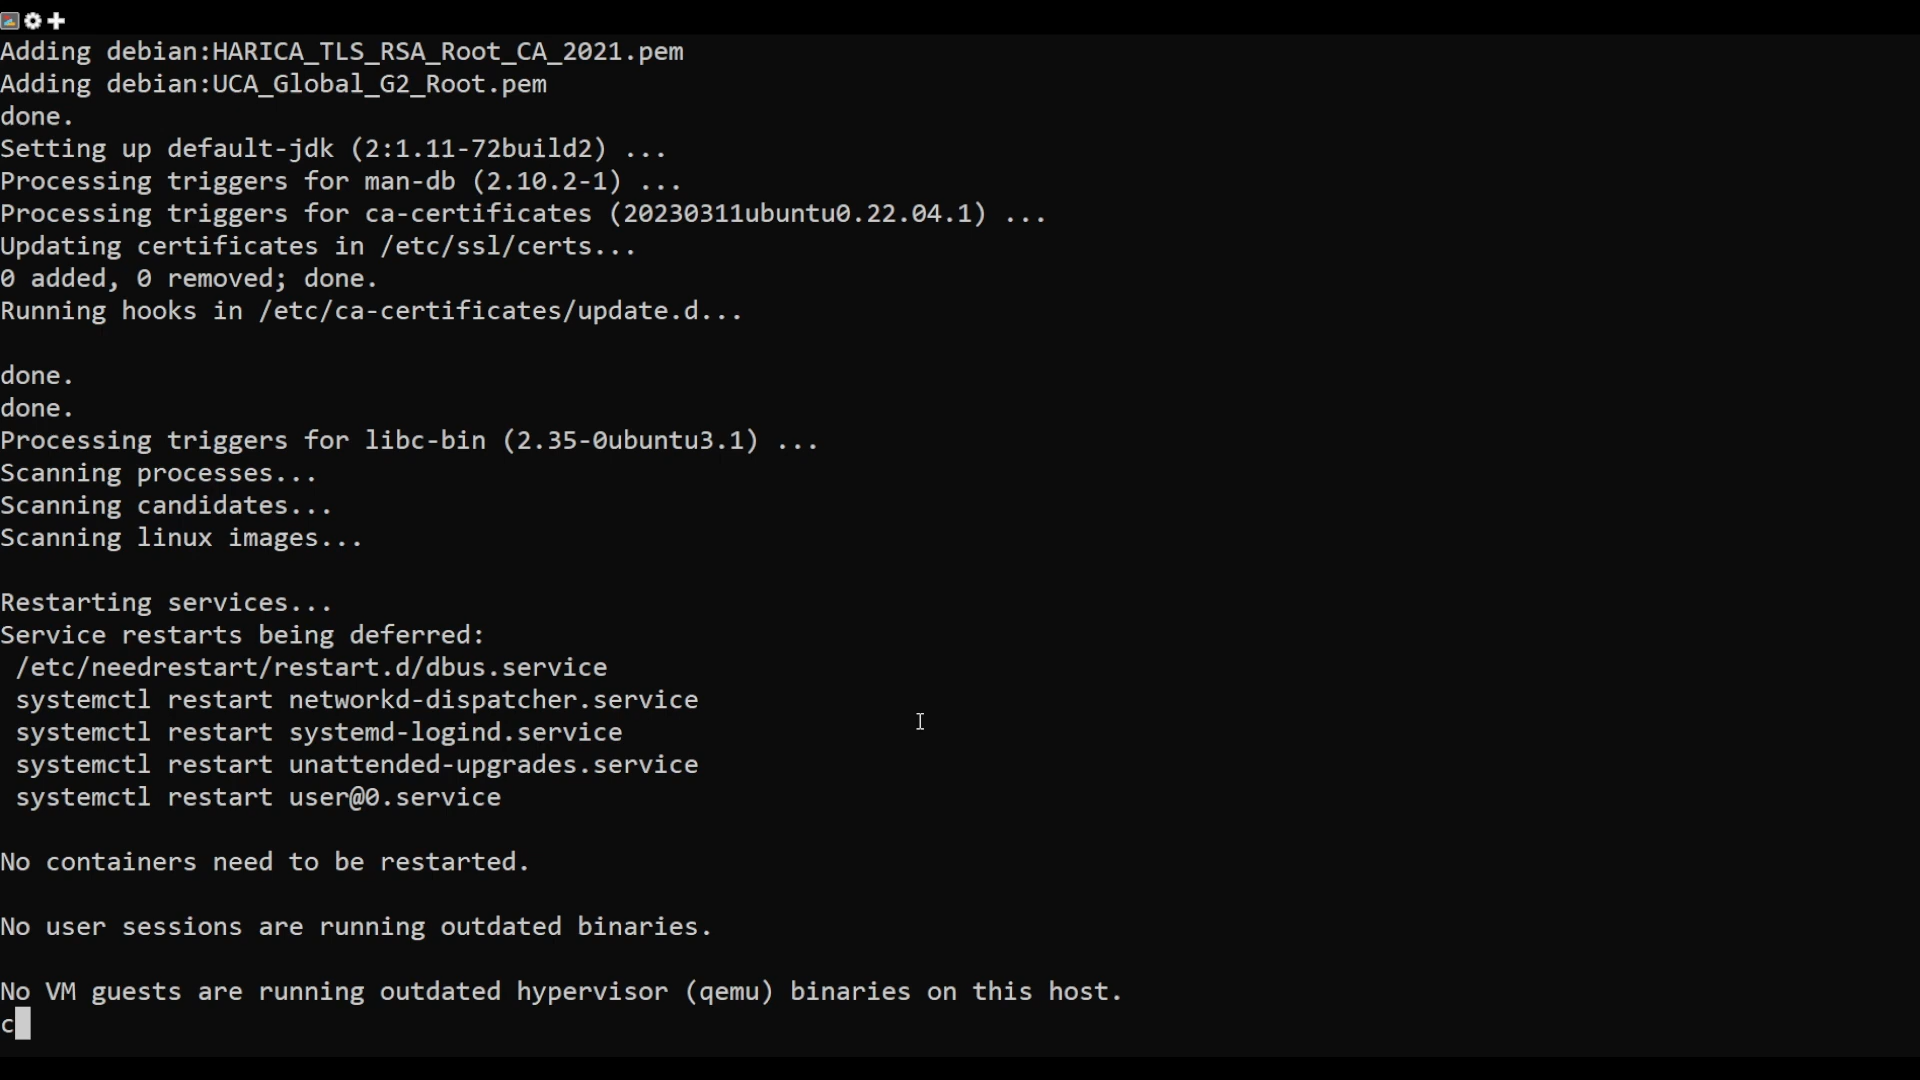 Adding debian:HARICA_TLS_RSA_Root_CA_2021.pem
Adding debian:UCA_Global_G2_Root.pem
done.
Setting up default-jdk (2:1.11-72build2) ...
Processing triggers for man-db (2.10.2-1) ...
Processing triggers for ca-certificates (20230311ubuntu0.22.04.1) ...
Updating certificates in /etc/ssl/certs...
0 added, 0 removed; done.
Running hooks in /etc/ca-certificates/update.d...
done.
done.
Processing triggers for libc-bin (2.35-0ubuntu3.1) ...
Scanning processes...
Scanning candidates...
Scanning linux images...
Restarting services...
Service restarts being deferred:
/etc/needrestart/restart.d/dbus.service
systemctl restart networkd-dispatcher.service
systemctl restart systemd-logind.service
systemctl restart unattended-upgrades.service
systemctl restart user@0.service
No containers need to be restarted.
No user sessions are running outdated binaries.
No VM guests are running outdated hypervisor (qemu) binaries on this host.
c